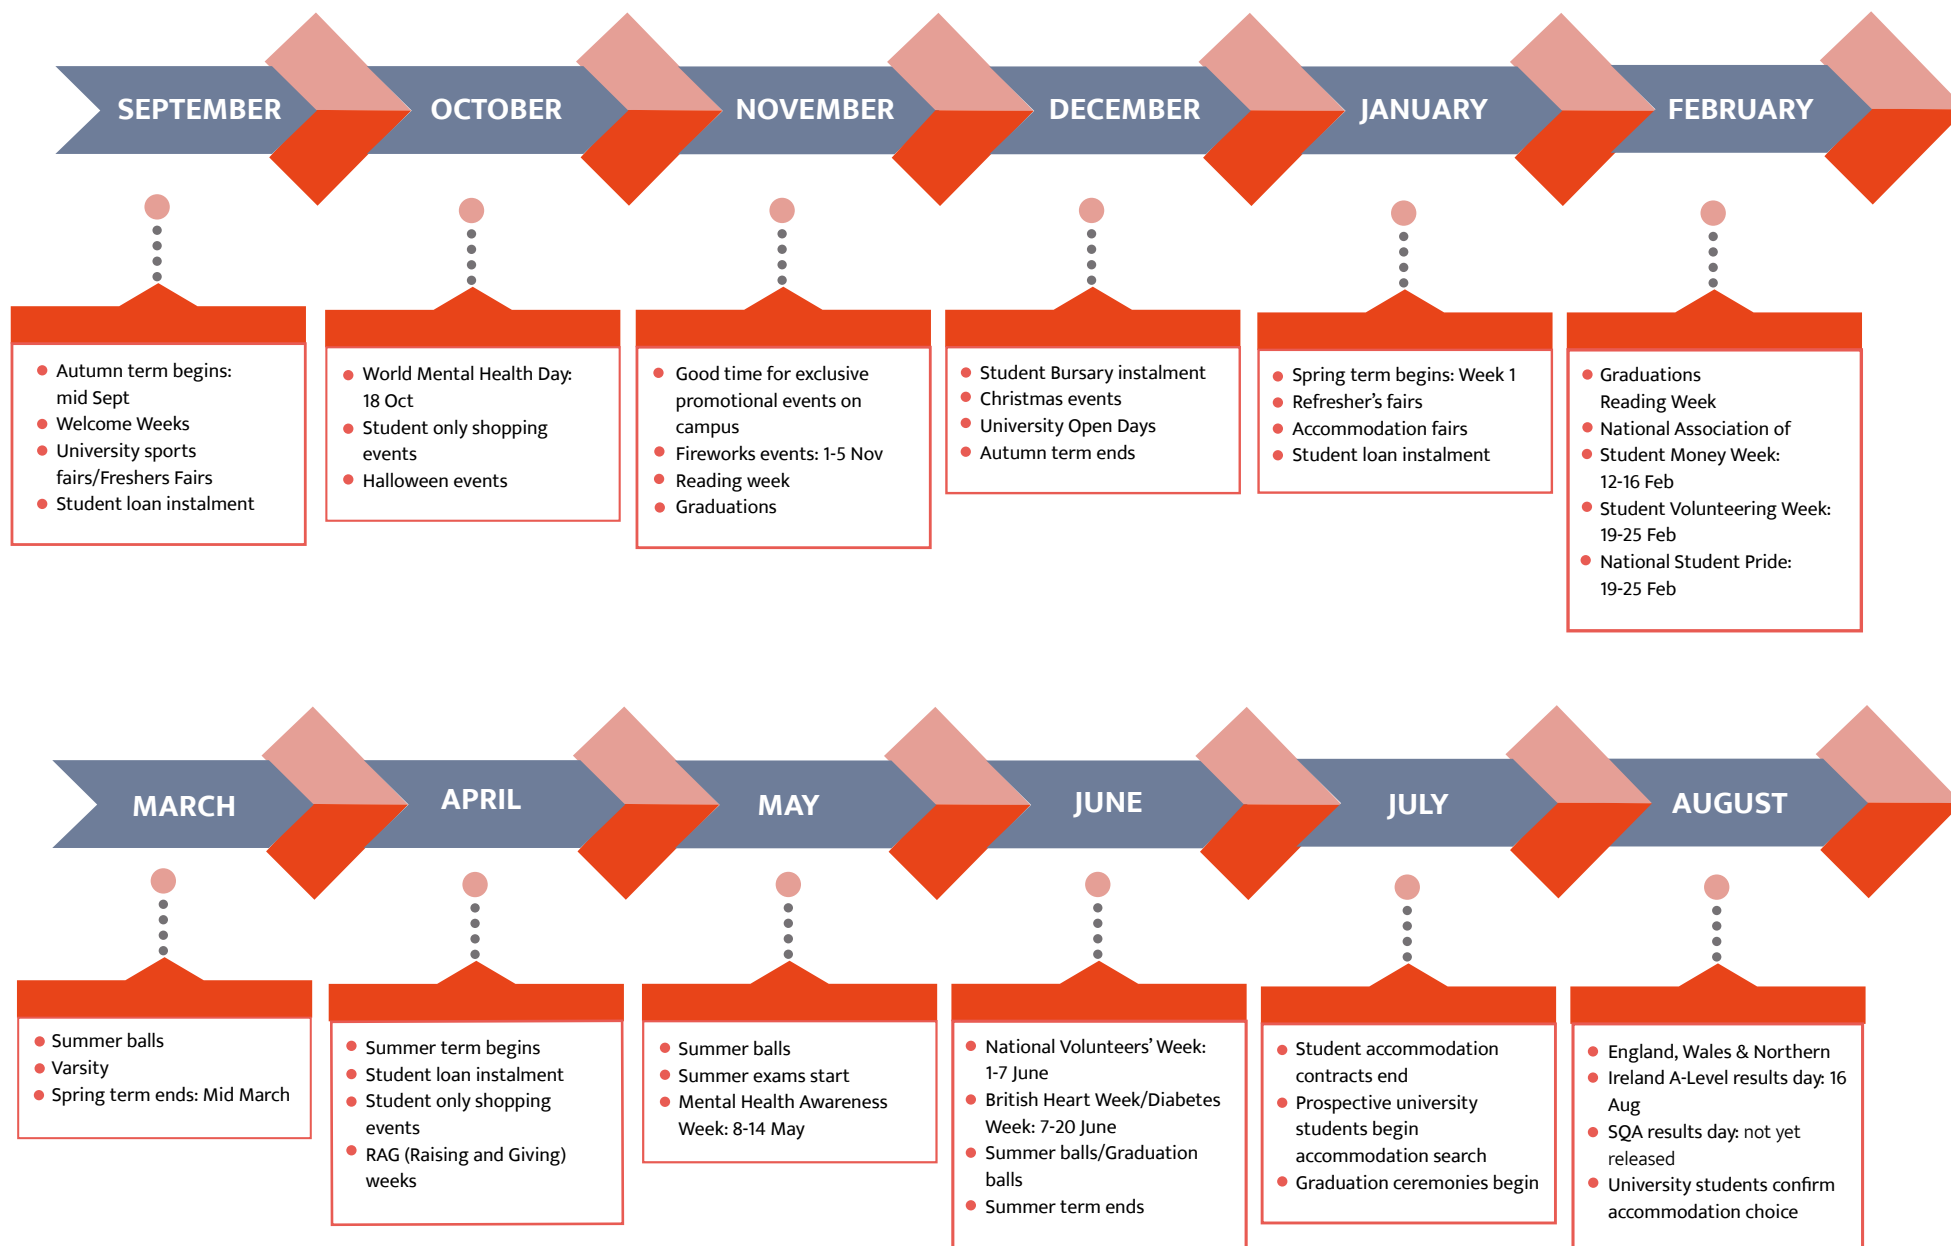 SEPTEMBER
OCTOBER
NOVEMBER
DECEMBER
JANUARY
FEBRUARY
Autumn term begins:
mid Sept
Welcome Weeks
University sports
fairs/Freshers Fairs
Student loan instalment
World Mental Health Day:
18 Oct
Student only shopping
events
Halloween events
Good time for exclusive
promotional events on
campus
Fireworks events: 1-5 Nov
Reading week
Graduations
Student Bursary instalment
Christmas events
University Open Days
Autumn term ends
Spring term begins: Week 1
Refresher’s fairs
Accommodation fairs
Student loan instalment
Graduations
Reading Week
National Association of
Student Money Week:
12-16 Feb
Student Volunteering Week:
19-25 Feb
National Student Pride:
19-25 Feb
MARCH
APRIL
MAY
JUNE
JULY
AUGUST
Summer balls
Varsity
Spring term ends: Mid March
Summer term begins
Student loan instalment
Student only shopping
events
RAG (Raising and Giving)
weeks
Summer balls
Summer exams start
Mental Health Awareness
Week: 8-14 May
National Volunteers’ Week:
1-7 June
British Heart Week/Diabetes
Week: 7-20 June
Summer balls/Graduation
balls
Summer term ends
Student accommodation
contracts end
Prospective university
students begin
accommodation search
Graduation ceremonies begin
England, Wales & Northern
Ireland A-Level results day: 16
Aug
SQA results day: not yet
released
University students confirm
accommodation choice